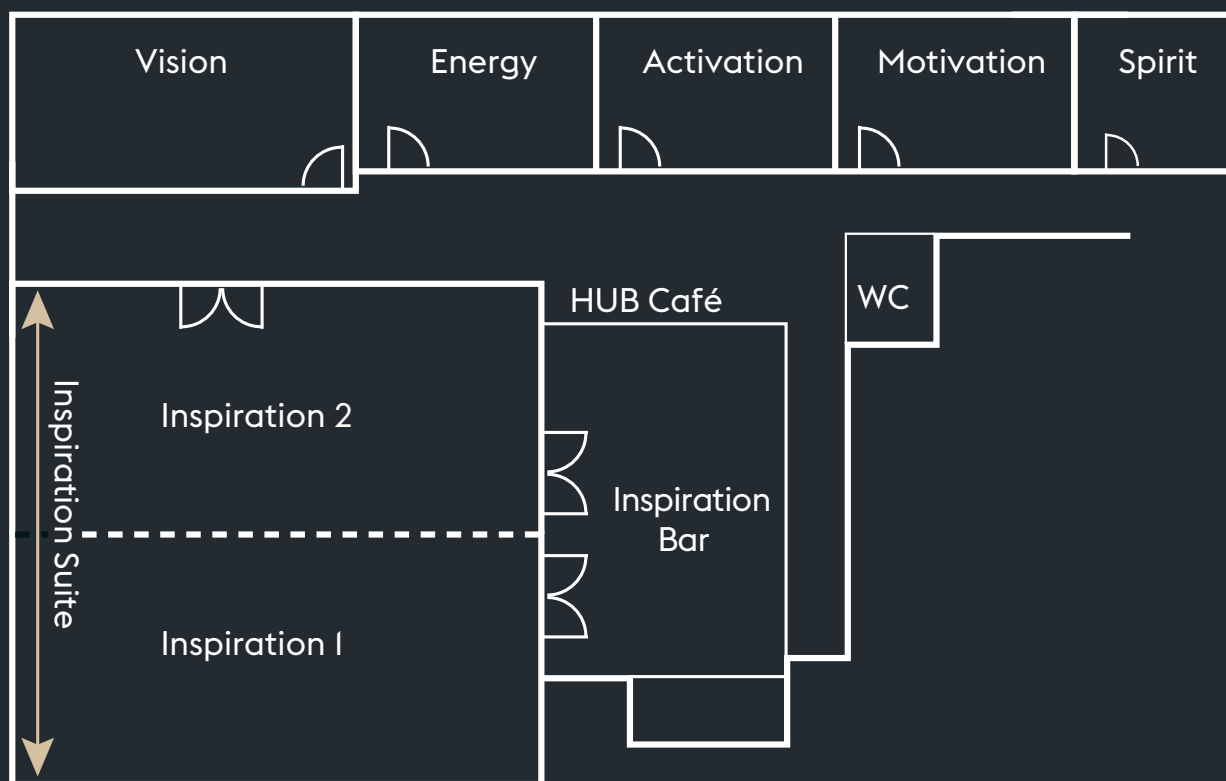 Vision
Energy
Activation
Motivation
Spirit
HUB Café
WC
Inspiration 2
Inspiration Suite
Inspiration
Bar
Inspiration 1